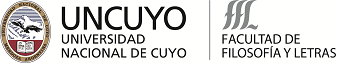 UNCUYO
UNIVERSIDAD
NACIONAL DE CUYO
FACULTAD DE
FILOSOFÍA Y LETRAS